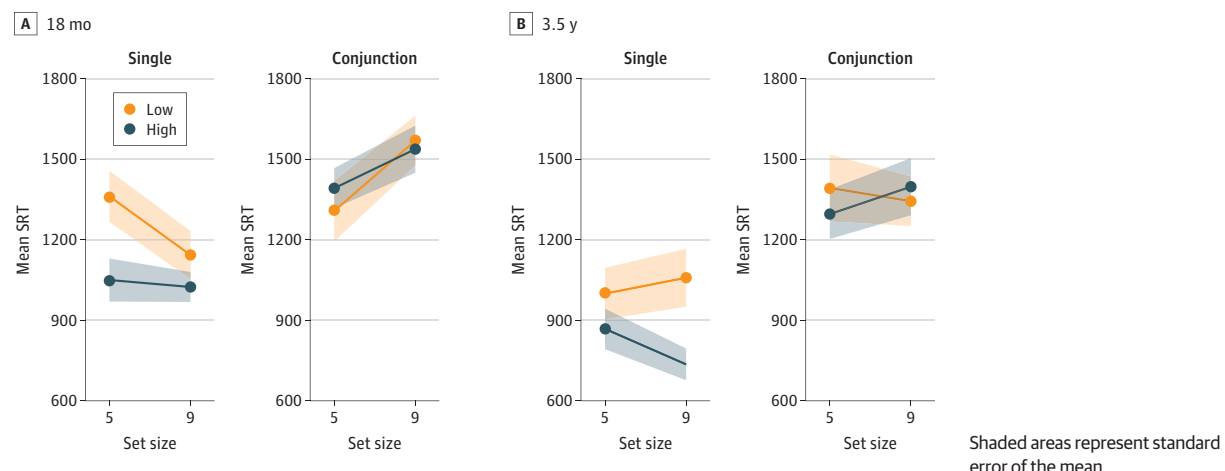 A 18 mo
Single
Conjunction
1800
1500
1200
900
600
Mean SRT
Low
High
5
9
Set size
1800
1500
1200
900
600
Mean SRT
5
9
Set size
B 3.5 y
Single
Conjunction
1800
1500
1200
900
600
Mean SRT
5
9
Set size
1800
1500
1200
900
600
Mean SRT
5
9
Set size
Shaded areas represent standard
error of the mean